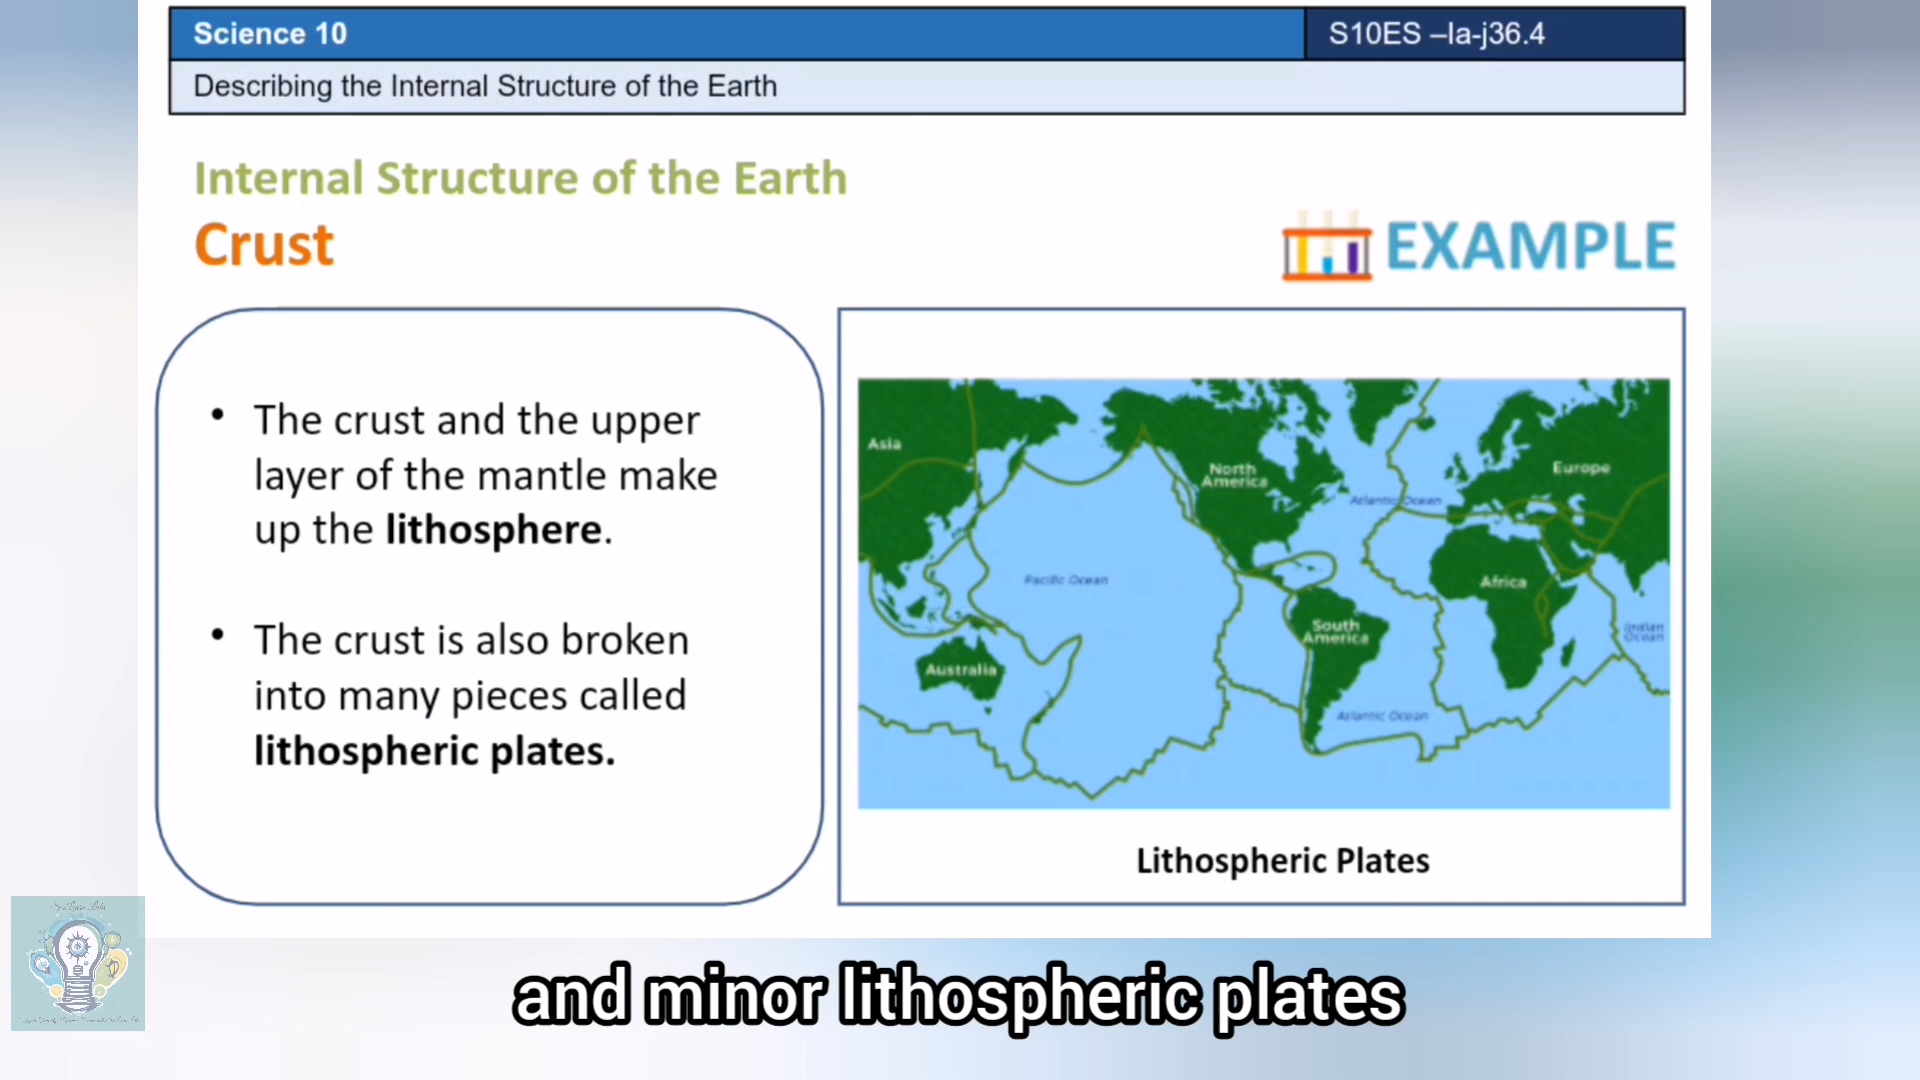 Science 10
S10ES –Ia-j36.4
Describing the Internal Structure of the Earth
Internal Structure of the Earth
Crust
EXAMPLE
• The crust and the upper
layer of the mantle make
up the lithosphere.
• The crust is also broken
into many pieces called
lithospheric plates.
Asia
North
America
Atlantic Ocean
Europe
Pacific Ocean
Africa
South
America
Indian
Ocean
Australia
Atlantic Ocean
Lithospheric Plates
and minor lithospheric plates